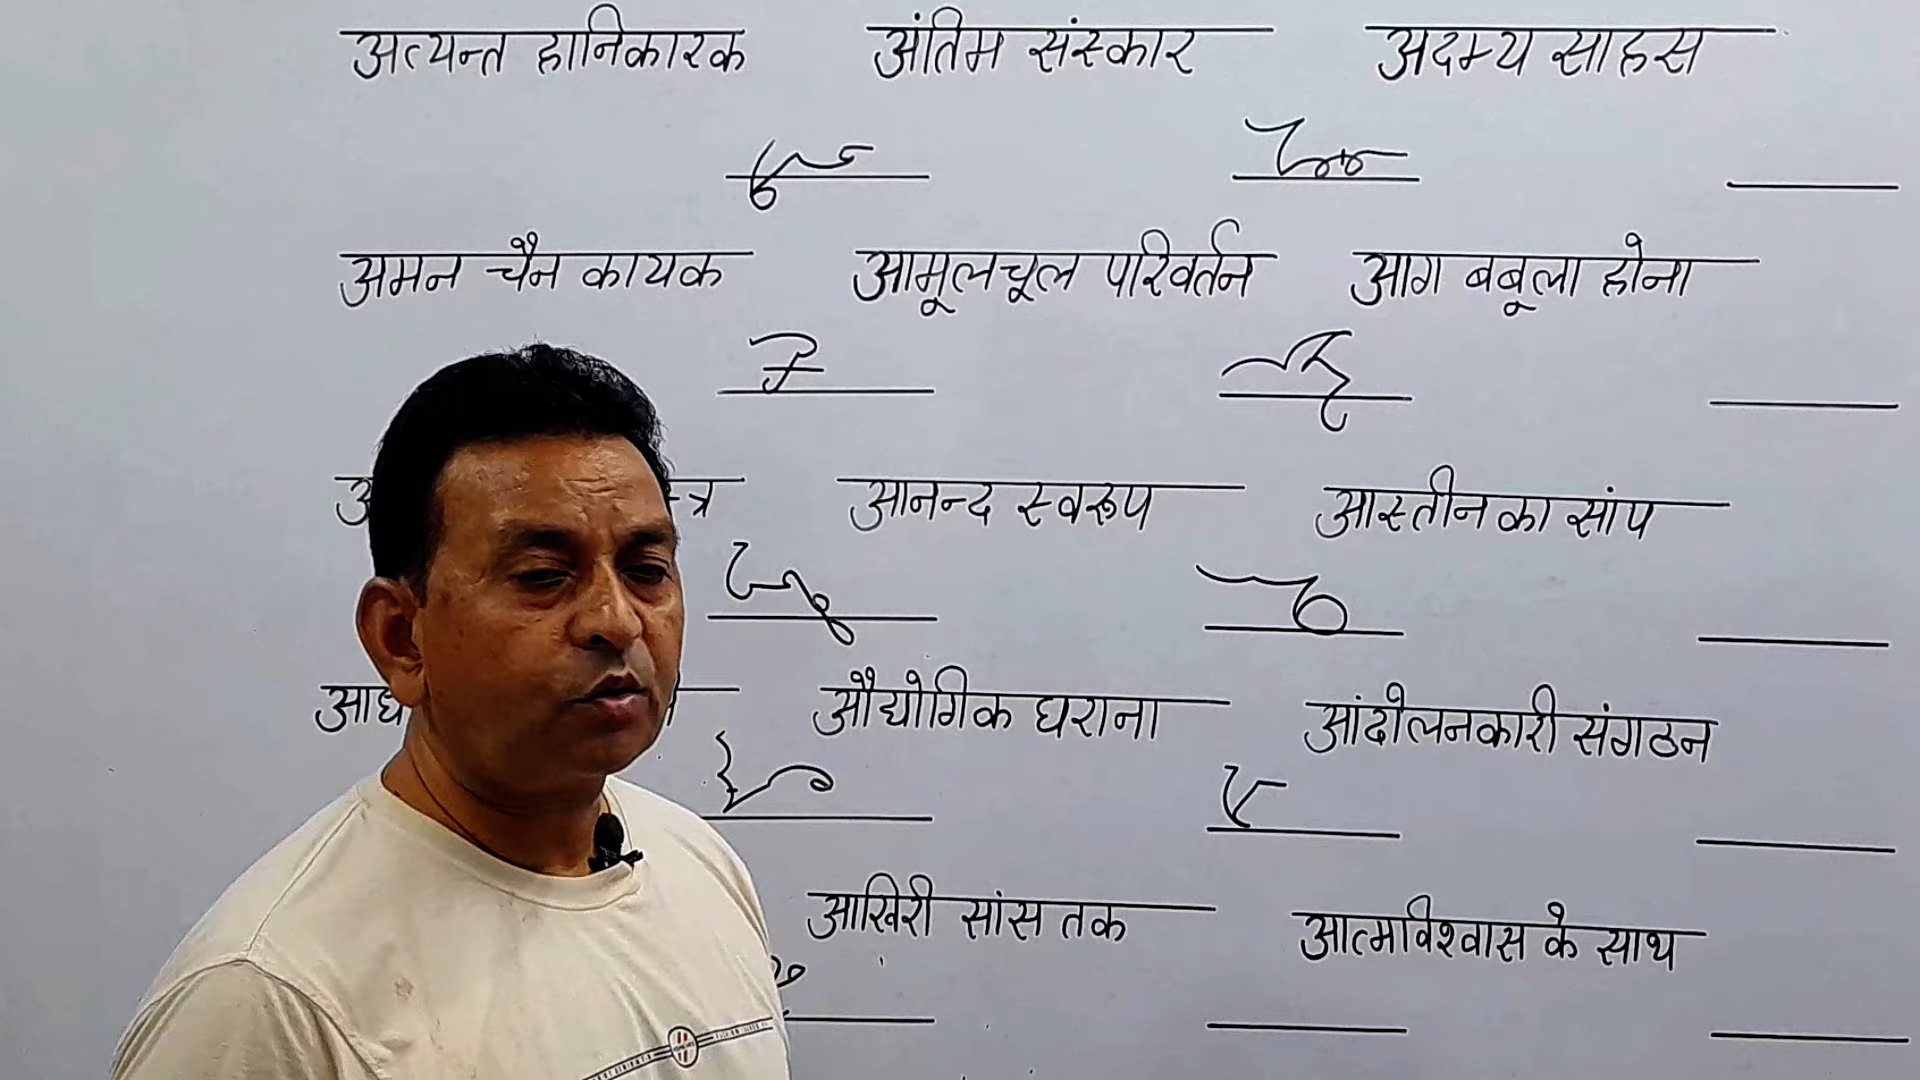 अत्यन्त हानिकारक अंतिम संस्कार अदम्य साहस
अमन चैन कायक आमूलचूल परिवर्तन आग बबूला होना
आनन्द स्वरूप आस्तीन का सांप
औद्योगिक घराना आंदोलनकारी संगठन
आखिरी सांस तक आत्मविश्वास के साथ